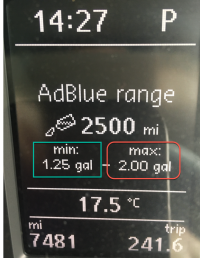 14:27 P
AdBlue range
2500 mi
min: max:
1.25 gal - 2.00 gal
17.5 °C
mi trip
7481 241.6